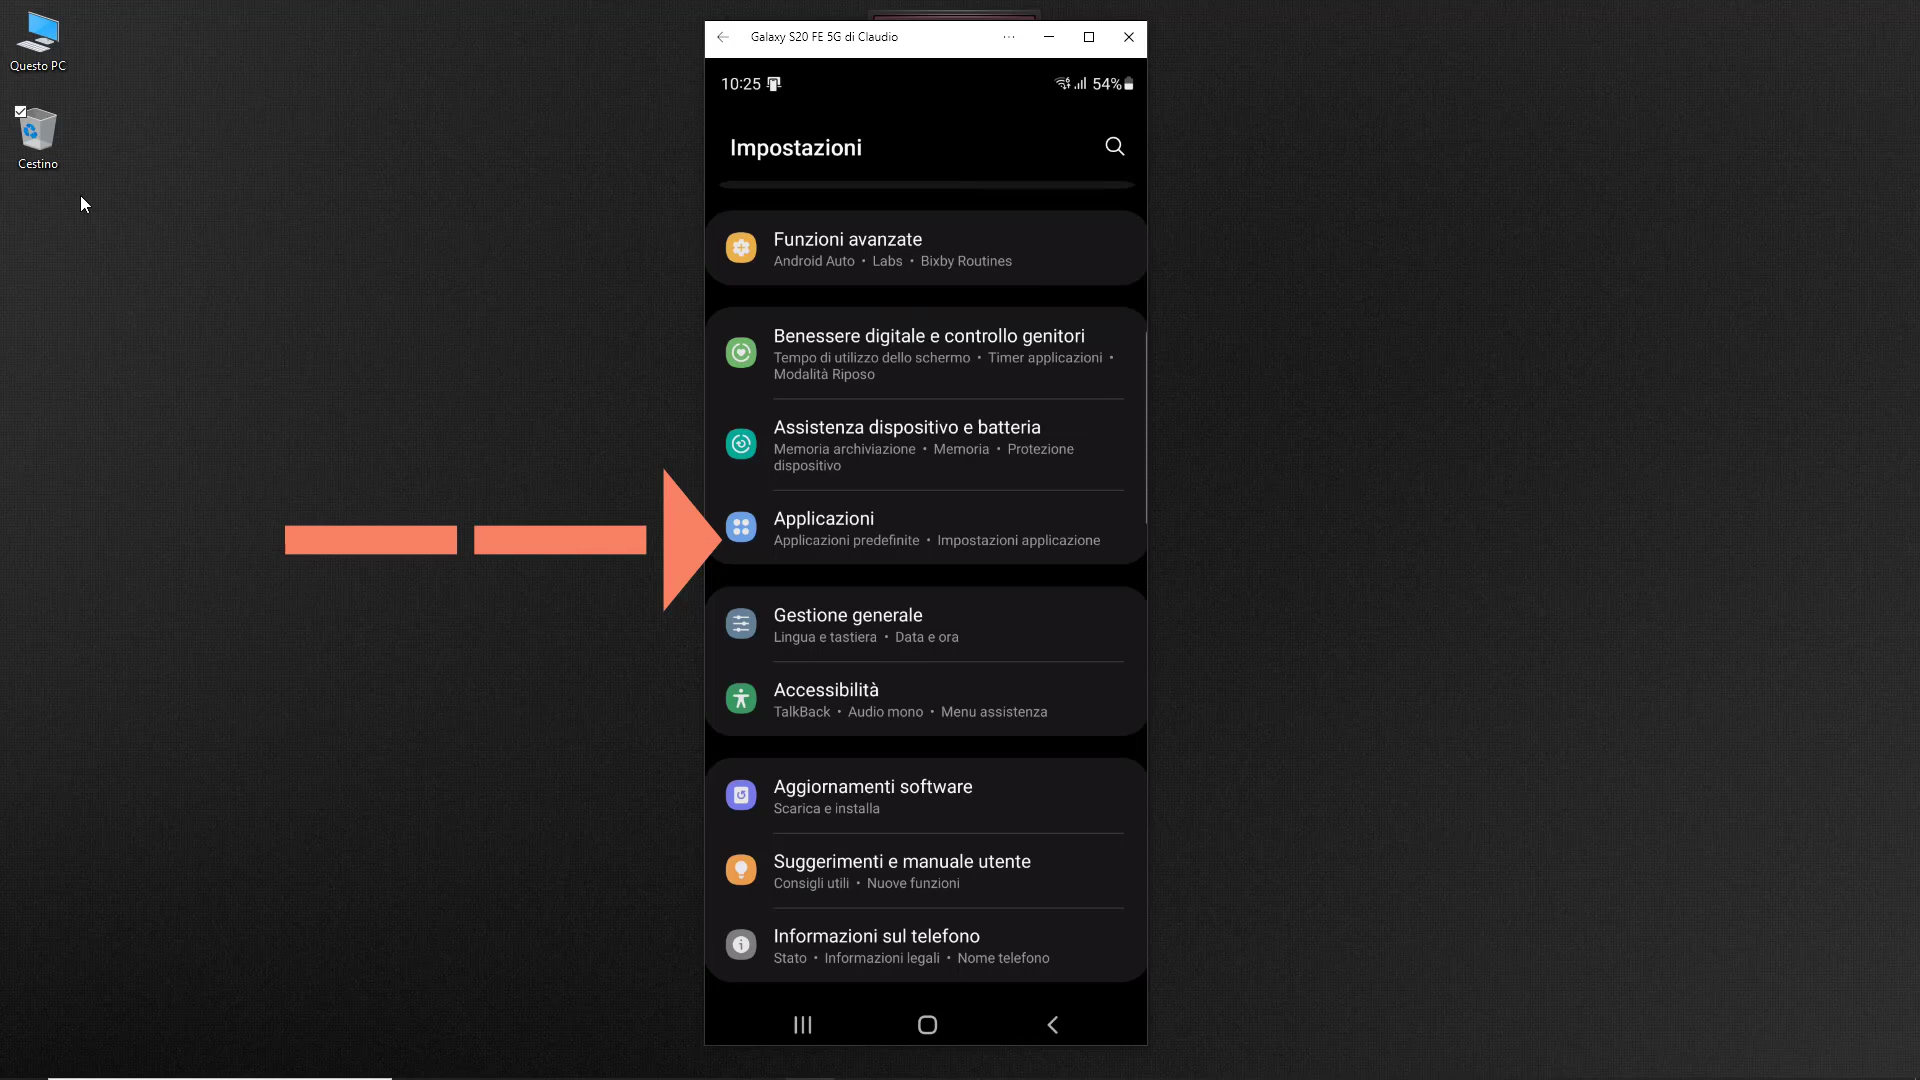 Questo PC
Cestino
Galaxy S20 FE 5G di Claudio
10:25
54%
Impostazioni
Funzioni avanzate
Android Auto • Labs • Bixby Routines
Benessere digitale e controllo genitori
Tempo di utilizzo dello schermo • Timer applicazioni •
Modalità Riposo
Assistenza dispositivo e batteria
Memoria archiviazione • Memoria • Protezione
dispositivo
Applicazioni
Applicazioni predefinite • Impostazioni applicazione
Gestione generale
Lingua e tastiera • Data e ora
Accessibilità
TalkBack • Audio mono • Menu assistenza
Aggiornamenti software
Scarica e installa
Suggerimenti e manuale utente
Consigli utili • Nuove funzioni
Informazioni sul telefono
Stato • Informazioni legali • Nome telefono